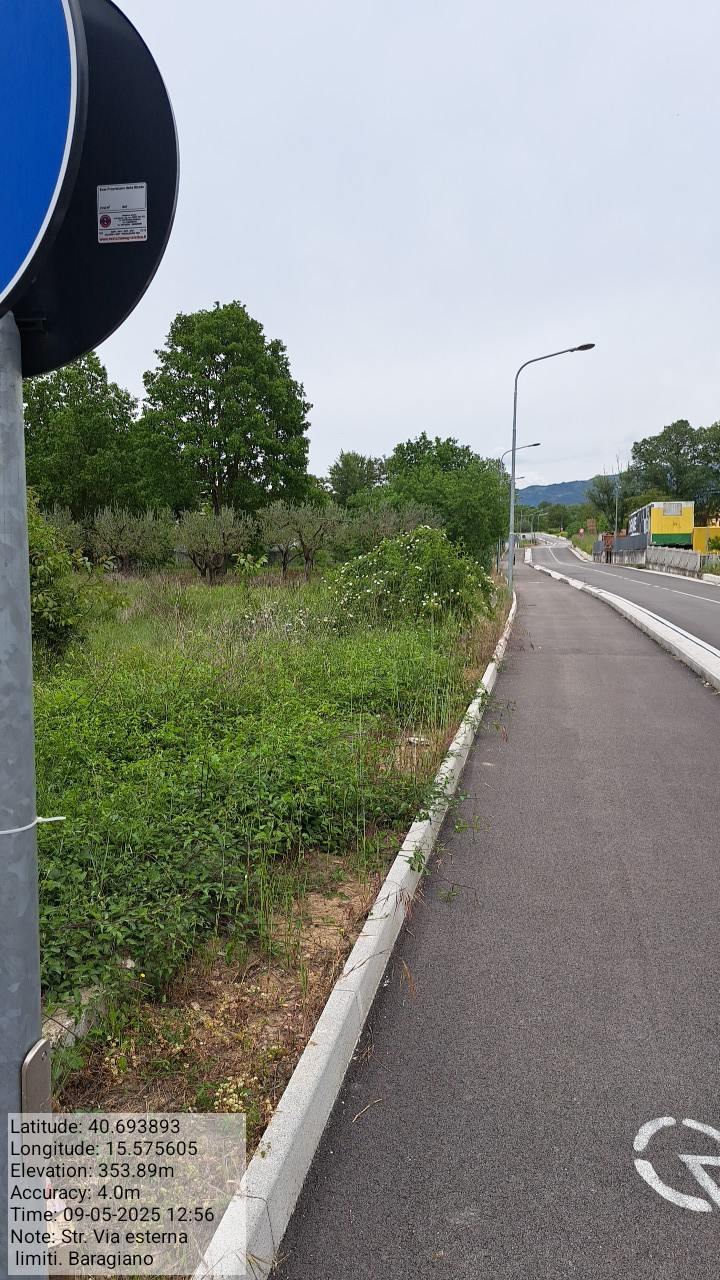 Latitude: 40.693893
Longitude: 15.575605
Elevation: 353.89m
Accuracy: 4.0m
Time: 09-05-2025 12:56
Note: Str. Via esterna
limiti. Baragiano